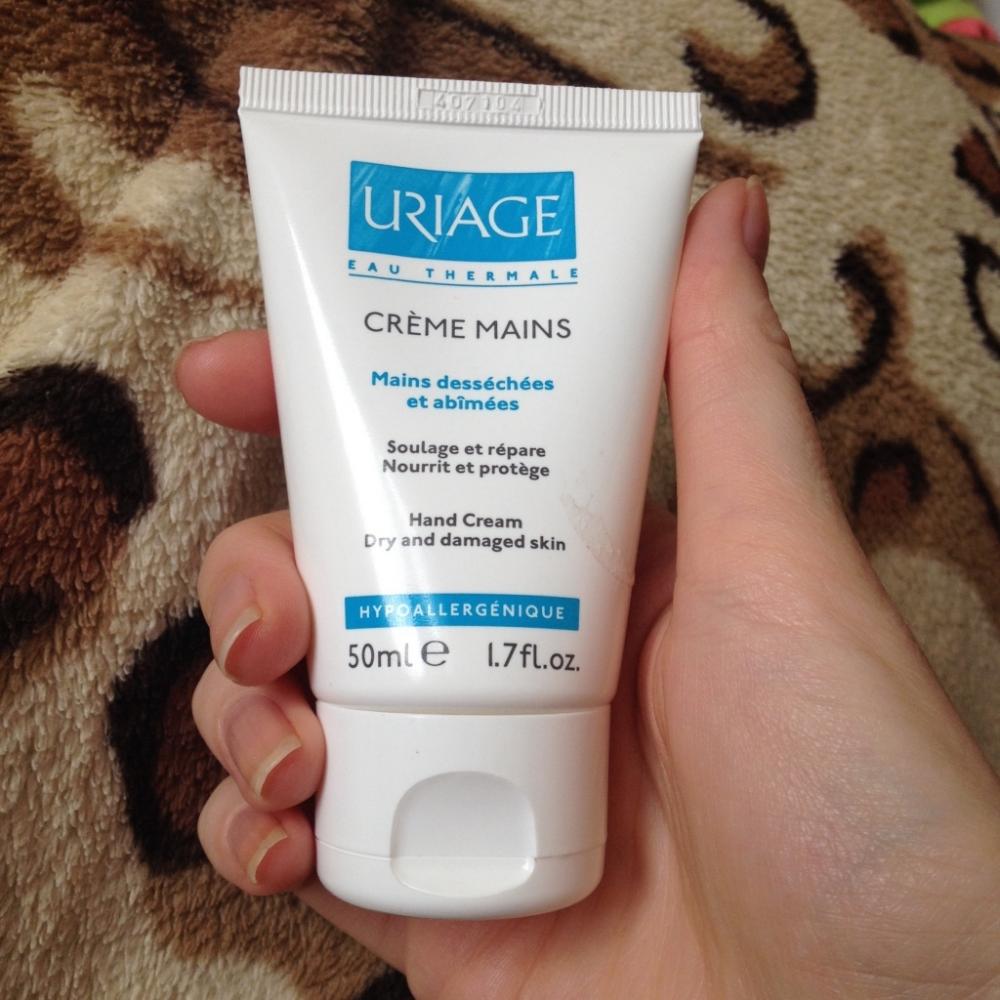 407104
URIAGE
EAU THERMALE
CRÈME MAINS
Mains desséchées
et abîmées
Soulage et répare
Nourrit et protège
Hand Cream
Dry and damaged skin
HYPOALLERGÉNIQUE
50ml e 1.7fl.oz.